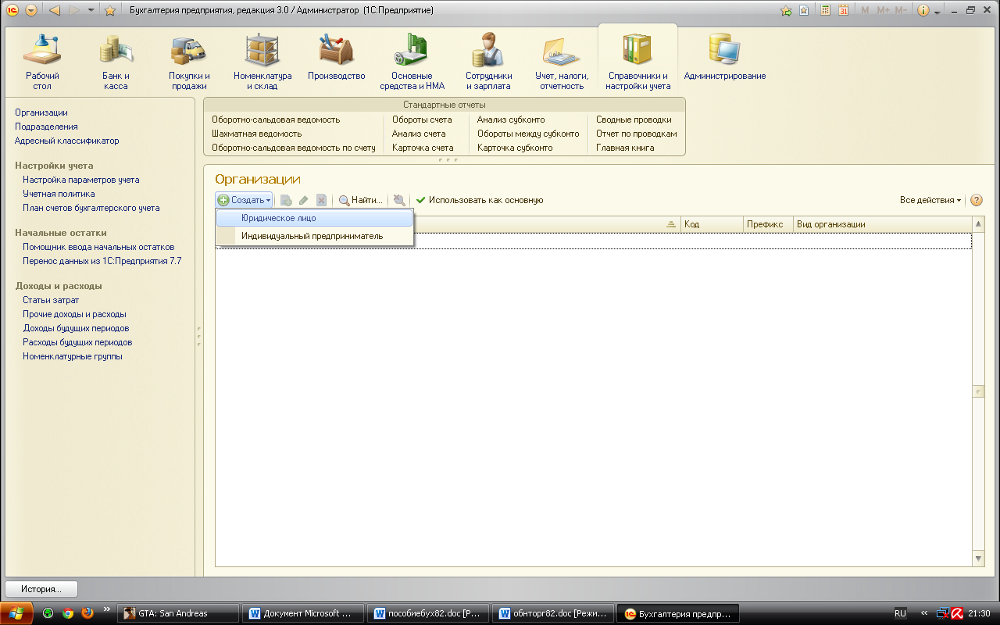 Бухгалтерия предприятия, редакция 3.0 / Администратор (1С:Предприятие)
31 M M+ M-
Рабочий стол
Банк и касса
Покупки и продажи
Номенклатура и склад
Производство
Основные средства и НМА
Сотрудники и зарплата
Учет, налоги, отчетность
Справочники и настройки учета
Администрирование
Организации
Подразделения
Адресный классификатор
Настройки учета
Настройка параметров учета
Учетная политика
План счетов бухгалтерского учета
Начальные остатки
Помощник ввода начальных остатков
Перенос данных из 1С:Предприятия 7.7
Доходы и расходы
Статьи затрат
Прочие доходы и расходы
Доходы будущих периодов
Расходы будущих периодов
Номенклатурные группы
Стандартные отчеты
Оборотно-сальдовая ведомость
Шахматная ведомость
Оборотно-сальдовая ведомость по счету
Обороты счета
Анализ счета
Карточка счета
Анализ субконто
Обороты между субконто
Карточка субконто
Сводные проводки
Отчет по проводкам
Главная книга
Организации
Создать Найти... Использовать как основную Все действия ?
Юридическое лицо
Индивидуальный предприниматель
Код Префикс Вид организации
История...
GTA: San Andreas
Документ Microsoft ...
пособиебух82.doc [Р...
обнторг82.doc [Режи...
Бухгалтерия предпр...
RU « 21:30